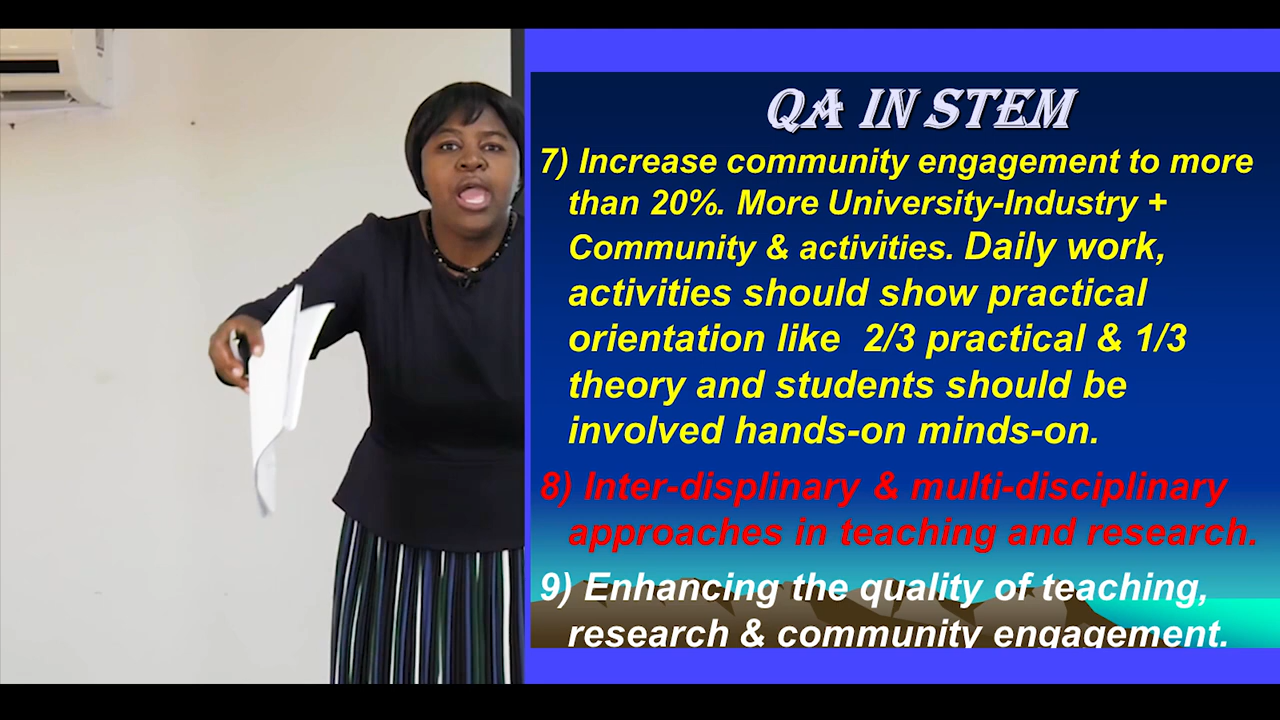 QA IN STEM
7) Increase community engagement to more
than 20%. More University-Industry +
Community & activities. Daily work,
activities should show practical
orientation like 2/3 practical & 1/3
theory and students should be
involved hands-on minds-on.
8) Inter-displinary & multi-disciplinary
approaches in teaching and research.
9) Enhancing the quality of teaching,
research & community engagement.